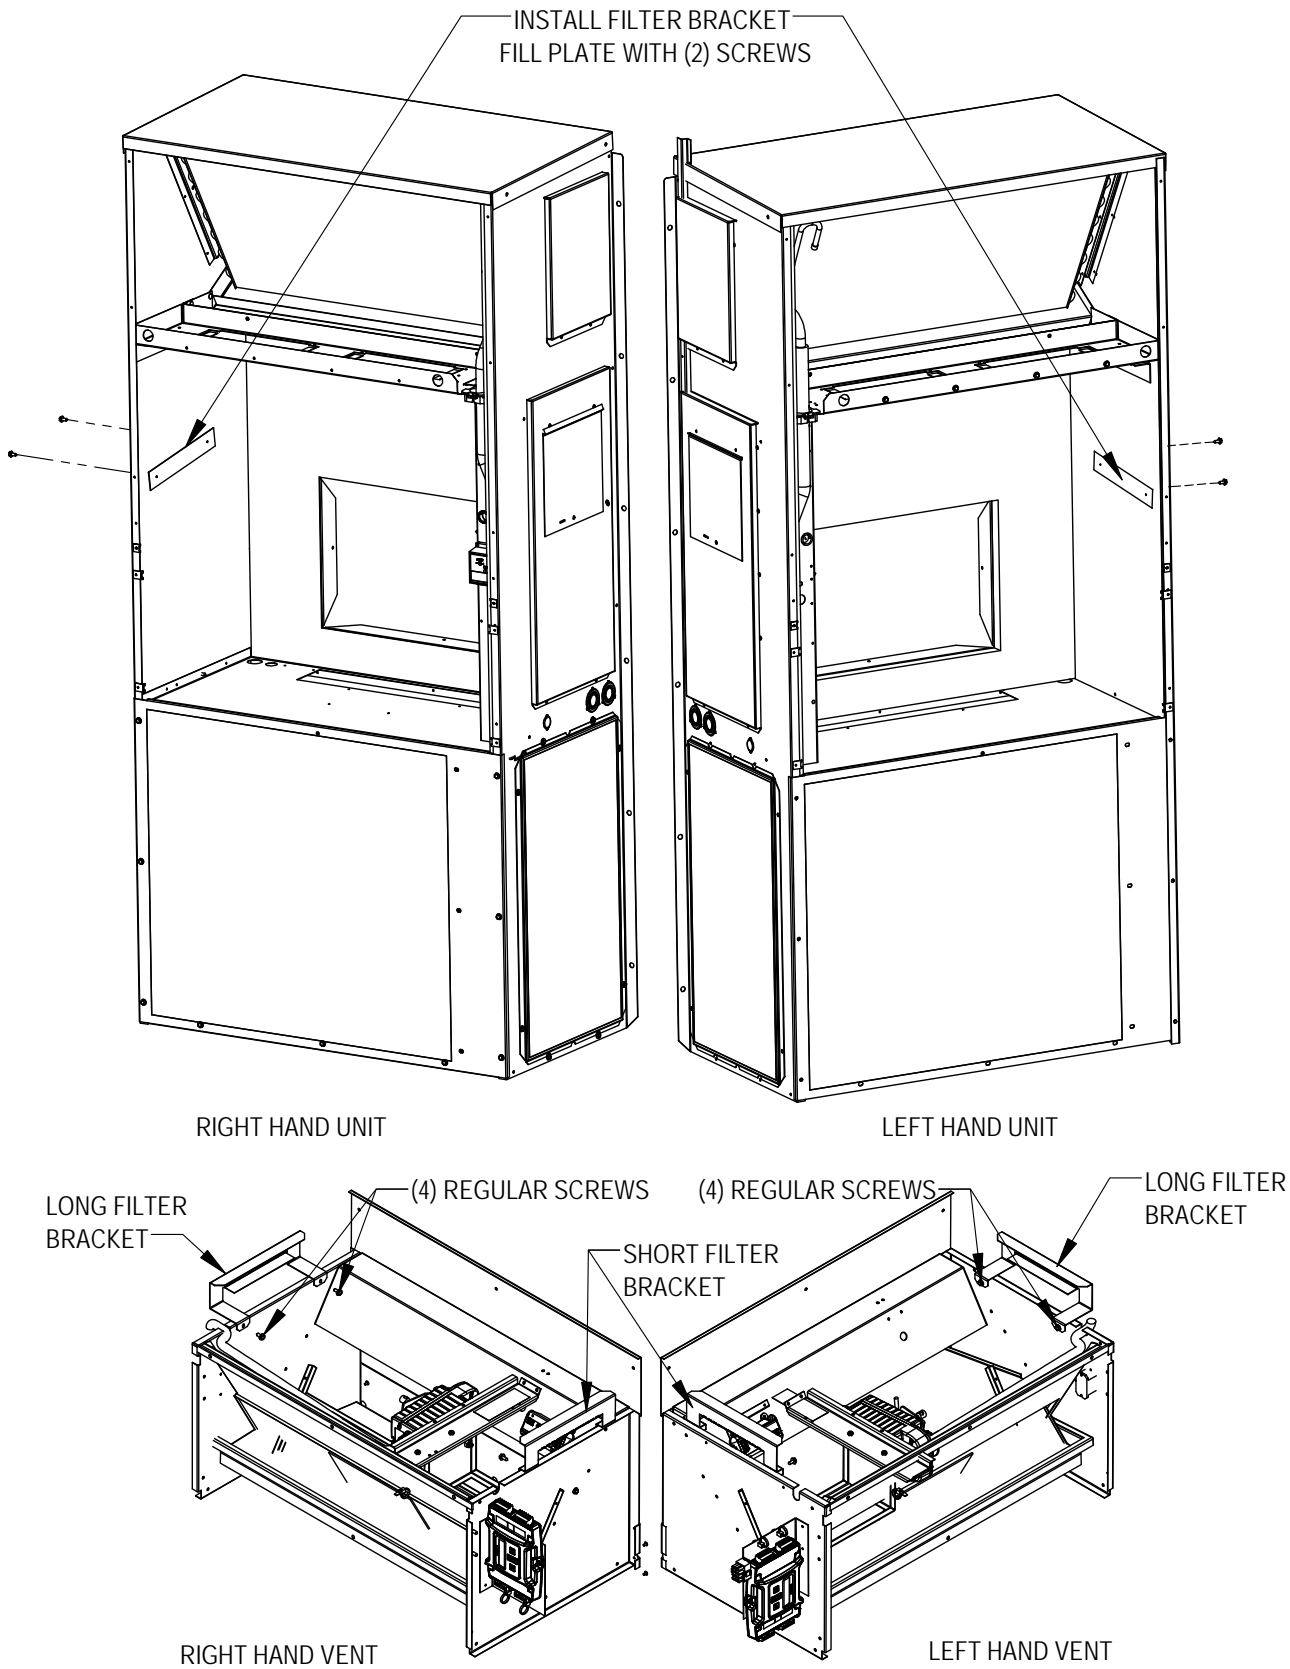 INSTALL FILTER BRACKET
FILL PLATE WITH (2) SCREWS
RIGHT HAND UNIT
LEFT HAND UNIT
LONG FILTER
BRACKET
(4) REGULAR SCREWS
(4) REGULAR SCREWS
LONG FILTER
BRACKET
SHORT FILTER
BRACKET
RIGHT HAND VENT
LEFT HAND VENT